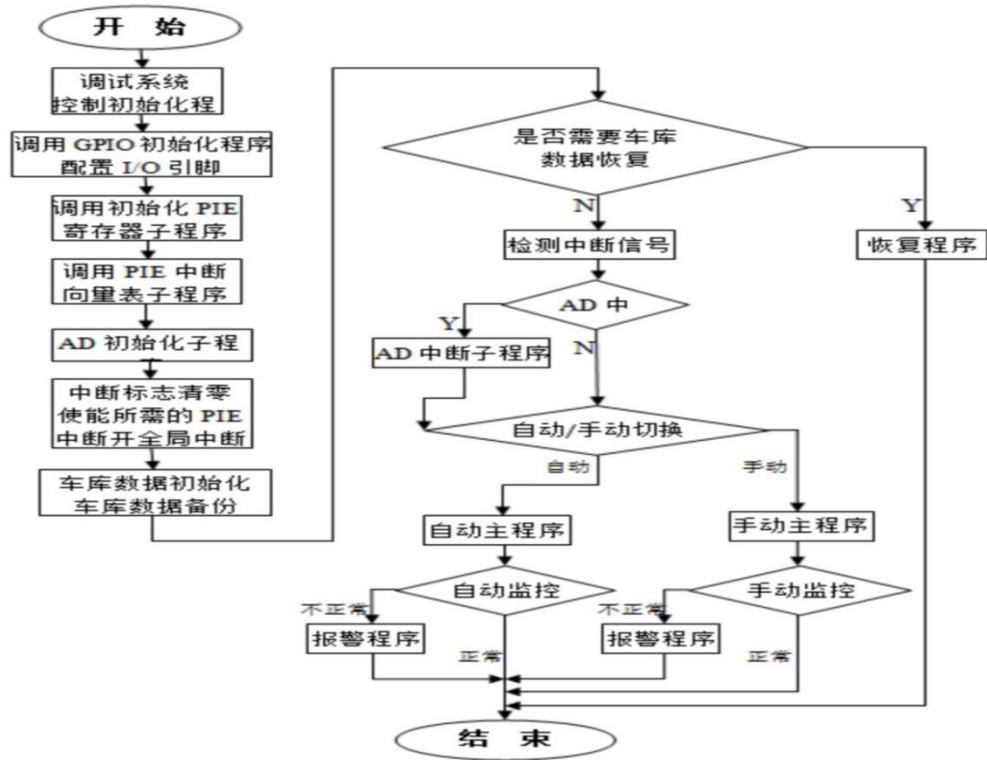 开 始
调试系统
控制初始化程
调用 GPIO 初始化程序
配置 I/O 引脚
调用初始化 PIE
寄存器子程序
调用 PIE 中断
向量表子程序
AD 初始化子程
中断标志清零
使能所需的 PIE
中断开全局中断
车库数据初始化
车库数据备份
是否需要车库
数据恢复
N
Y
检测中断信号
恢复程序
AD 中
Y
N
AD 中断子程序
自动/手动切换
自动
手动
自动主程序
手动主程序
自动监控
手动监控
不正常
不正常
报警程序
报警程序
正常
正常
结 束